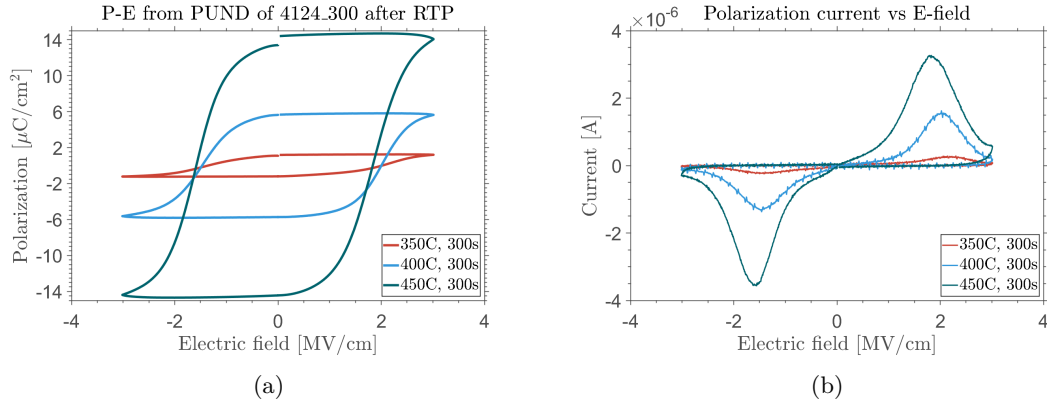 P-E from PUND of 4124_300 after RTP
Polarization [μC/cm²]
14
10
6
2
-2
-6
-10
-14
-4
-2
0
2
4
Electric field [MV/cm]
350C, 300s
400C, 300s
450C, 300s
(a)
Polarization current vs E-field
×10⁻⁶
Current [A]
4
2
0
-2
-4
-4
-2
0
2
4
Electric field [MV/cm]
350C, 300s
400C, 300s
450C, 300s
(b)